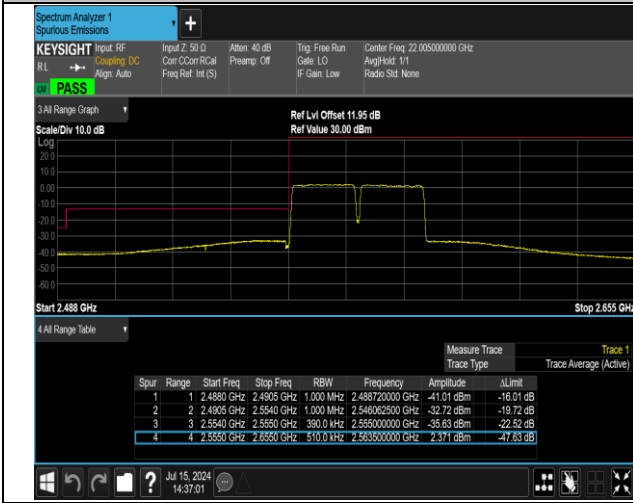 Spectrum Analyzer 1
Spurious Emissions
KEYSIGHT Input: RF Input Z: 50 Ω Atten: 40 dB Trig: Free Run Center Freq: 22.005000000 GHz
RL Coupling: DC Corr CCorr RCal Preamp: Off Gate: LO Avg|Hold: 1/1
Align: Auto Freq Ref: Int (S) IF Gain: Low Radio Std: None
PASS
3 All Range Graph
Ref Lvl Offset 11.95 dB
Scale/Div 10.0 dB Ref Value 30.00 dBm
Log
20.0
10.0
0.00
-10.0
-20.0
-30.0
-40.0
-50.0
-60.0
Start 2.488 GHz Stop 2.655 GHz
4 All Range Table
Measure Trace Trace 1
Trace Type Trace Average (Active)
Spur Range Start Freq Stop Freq RBW Frequency Amplitude ΔLimit
1 1 2.4880 GHz 2.4905 GHz 1.000 MHz 2.488720000 GHz -41.01 dBm -16.01 dB
2 2 2.4905 GHz 2.5540 GHz 1.000 MHz 2.546062500 GHz -32.72 dBm -19.72 dB
3 3 2.5540 GHz 2.5550 GHz 390.0 kHz 2.555000000 GHz -35.63 dBm -22.52 dB
4 4 2.5550 GHz 2.6550 GHz 510.0 kHz 2.563500000 GHz 2.371 dBm -47.63 dB
Jul 15, 2024
14:37:01